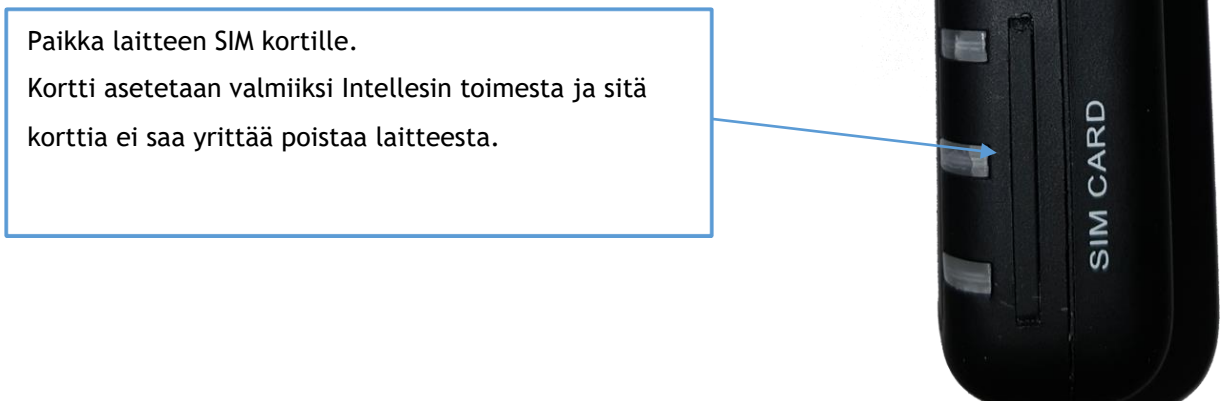 Paikka laitteen SIM kortille.
Kortti asetetaan valmiiksi Intellesin toimesta ja sitä
korttia ei saa yrittää poistaa laitteesta.
SIM CARD